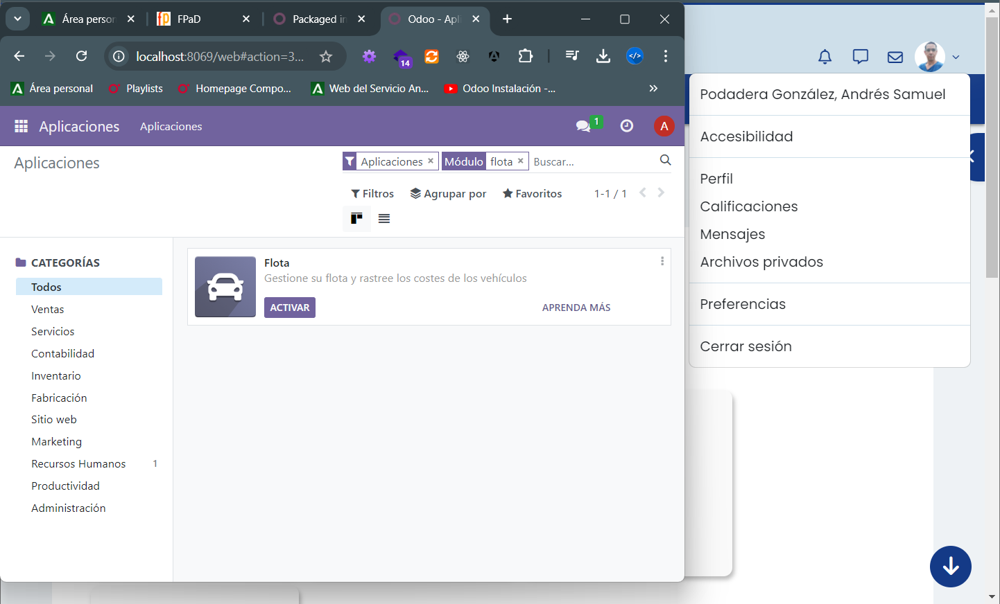 Área person
FPaD
Packaged in
Odoo - Apli
localhost:8069/web#action=3...
14
Área personal
Playlists
Homepage Compo...
Web del Servicio An...
Odoo Instalación -...
Aplicaciones
Aplicaciones
1
A
Aplicaciones
Aplicaciones
Módulo
flota
Buscar...
Filtros
Agrupar por
Favoritos
1-1 / 1
CATEGORÍAS
Todos
Ventas
Servicios
Contabilidad
Inventario
Fabricación
Sitio web
Marketing
Recursos Humanos 1
Productividad
Administración
Flota
Gestione su flota y rastree los costes de los vehículos
ACTIVAR
APRENDA MÁS
Podadera González, Andrés Samuel
Accesibilidad
Perfil
Calificaciones
Mensajes
Archivos privados
Preferencias
Cerrar sesión